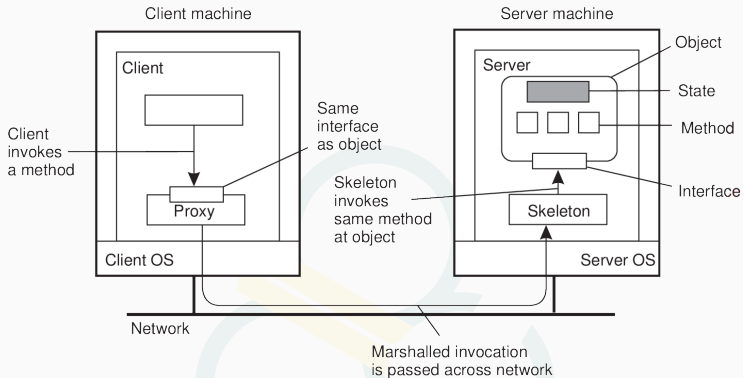 Client machine
Server machine
Object
Client
Server
State
Same
interface
as object
Client
invokes
a method
Method
Skeleton
invokes
same method
at object
Interface
Proxy
Skeleton
Client OS
Server OS
Network
Marshalled invocation
is passed across network